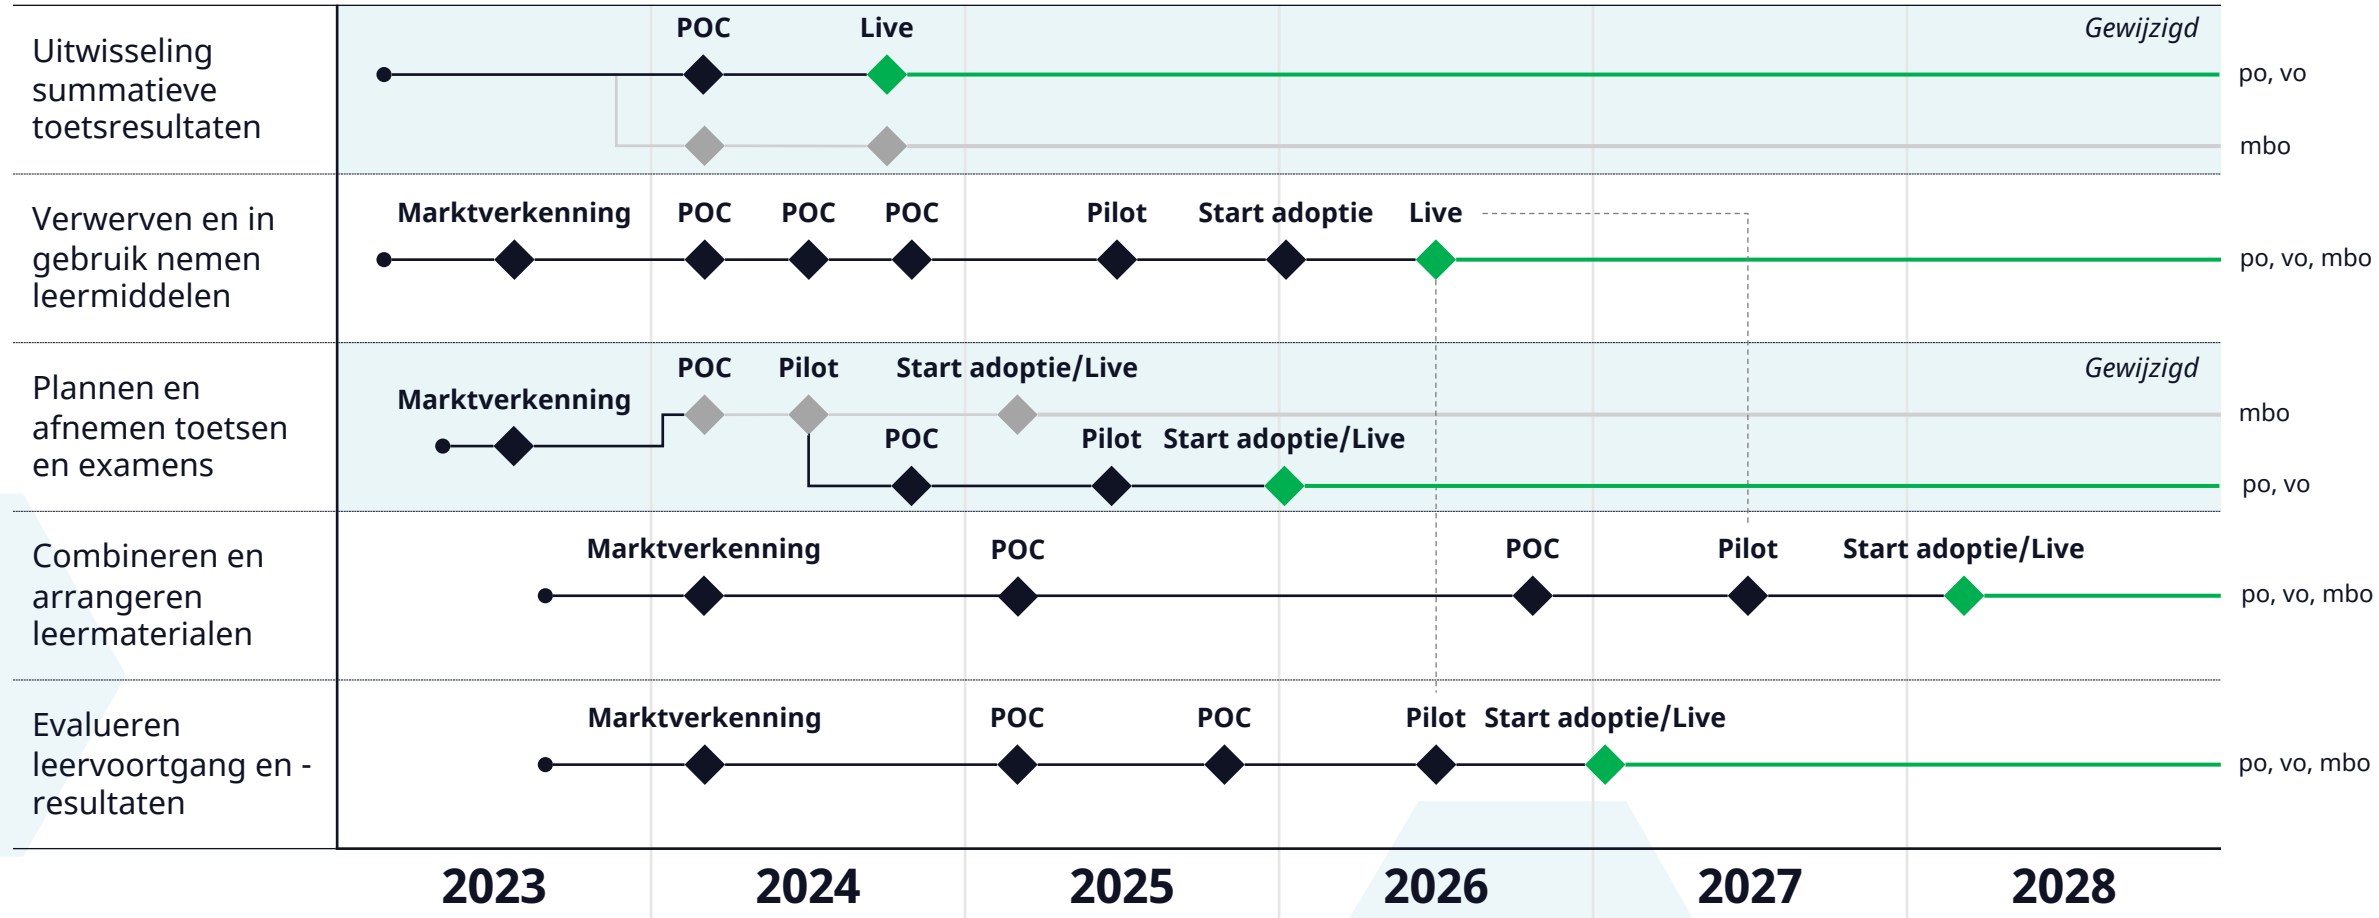 Uitwisseling
summatieve
toetsresultaten
POC
Live
Gewijzigd
po, vo
mbo
Verwerven en in
gebruik nemen
leermiddelen
Marktverkenning
POC
POC
POC
Pilot
Start adoptie
Live
po, vo, mbo
Plannen en
afnemen toetsen
en examens
Marktverkenning
POC
Pilot
Start adoptie/Live
Gewijzigd
mbo
POC
Pilot
Start adoptie/Live
po, vo
Combineren en
arrangeren
leermaterialen
Marktverkenning
POC
POC
Pilot
Start adoptie/Live
po, vo, mbo
Evalueren
leervoortgang en -
resultaten
Marktverkenning
POC
POC
Pilot
Start adoptie/Live
po, vo, mbo
2023
2024
2025
2026
2027
2028